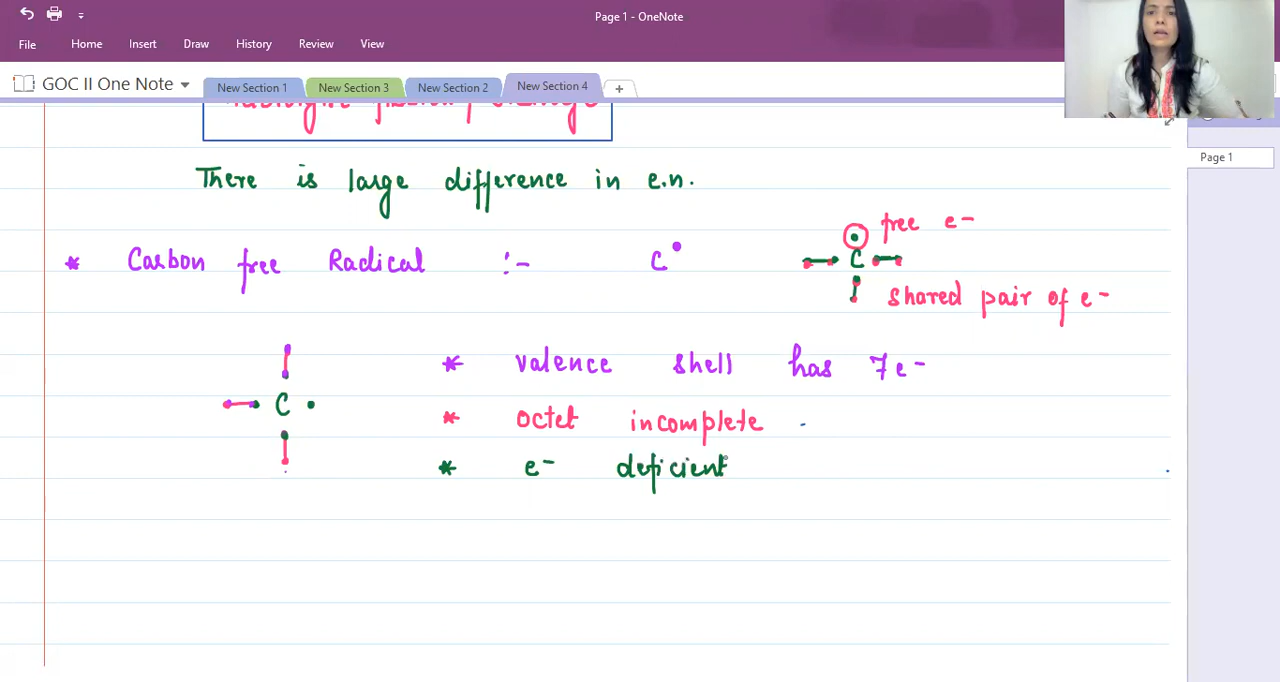 Page 1 - OneNote
File Home Insert Draw History Review View
GOC II One Note New Section 1 New Section 3 New Section 2 New Section 4 +
Page 1
There is large difference in e.n.
* Carbon free Radical :- C•
free e-
C
shared pair of e-
C
* valence shell has 7e-
* octet incomplete
* e- deficient